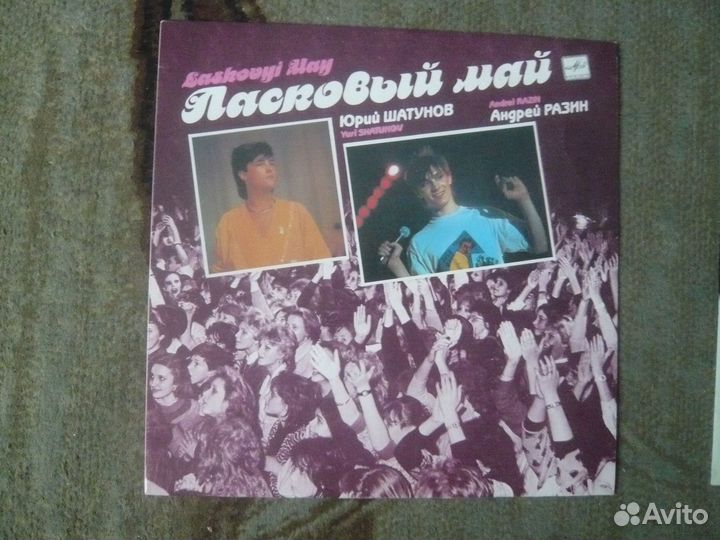 Laskovyi May
Ласковый май
Юрий ШАТУНОВ
Yuri SHATUNOV
Andrei RAZIN
Андрей РАЗИН
Avito